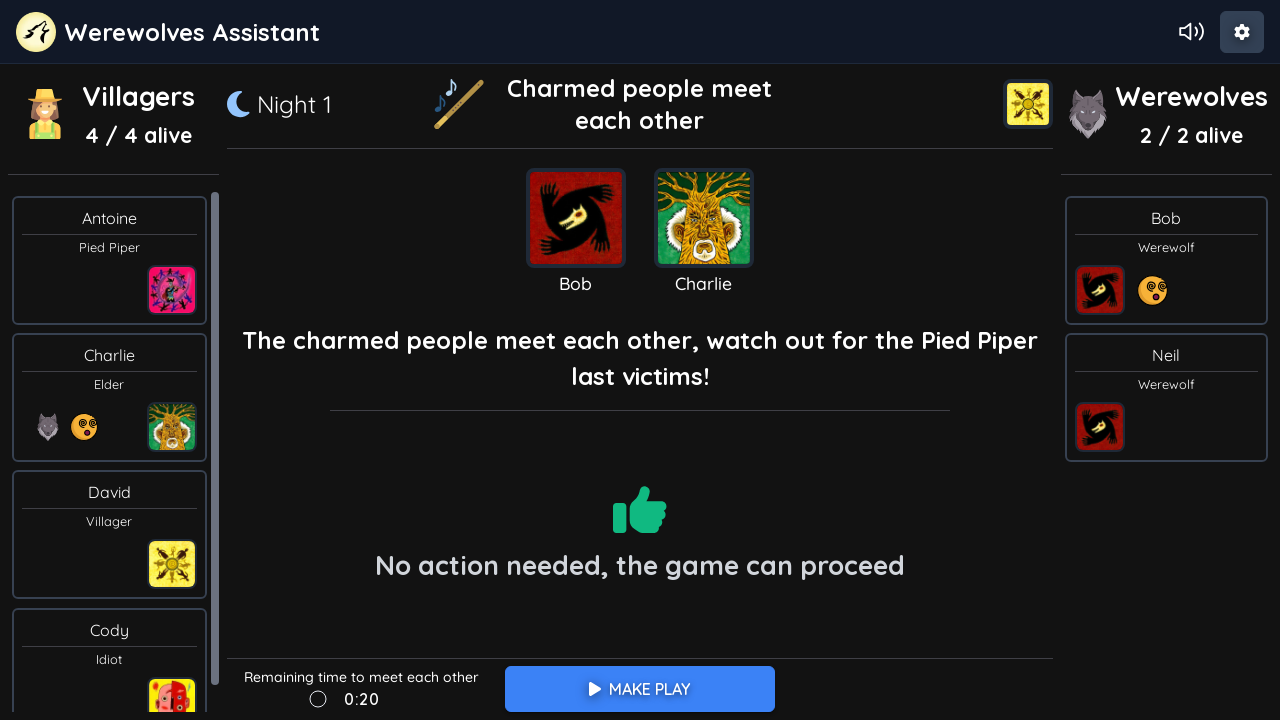 Werewolves Assistant
Villagers
4 / 4 alive
Antoine
Pied Piper
Charlie
Elder
David
Villager
Cody
Idiot
Night 1
Charmed people meet
each other
Bob
Charlie
The charmed people meet each other, watch out for the Pied Piper
last victims!
No action needed, the game can proceed
Remaining time to meet each other
0:20
MAKE PLAY
Werewolves
2 / 2 alive
Bob
Werewolf
Neil
Werewolf